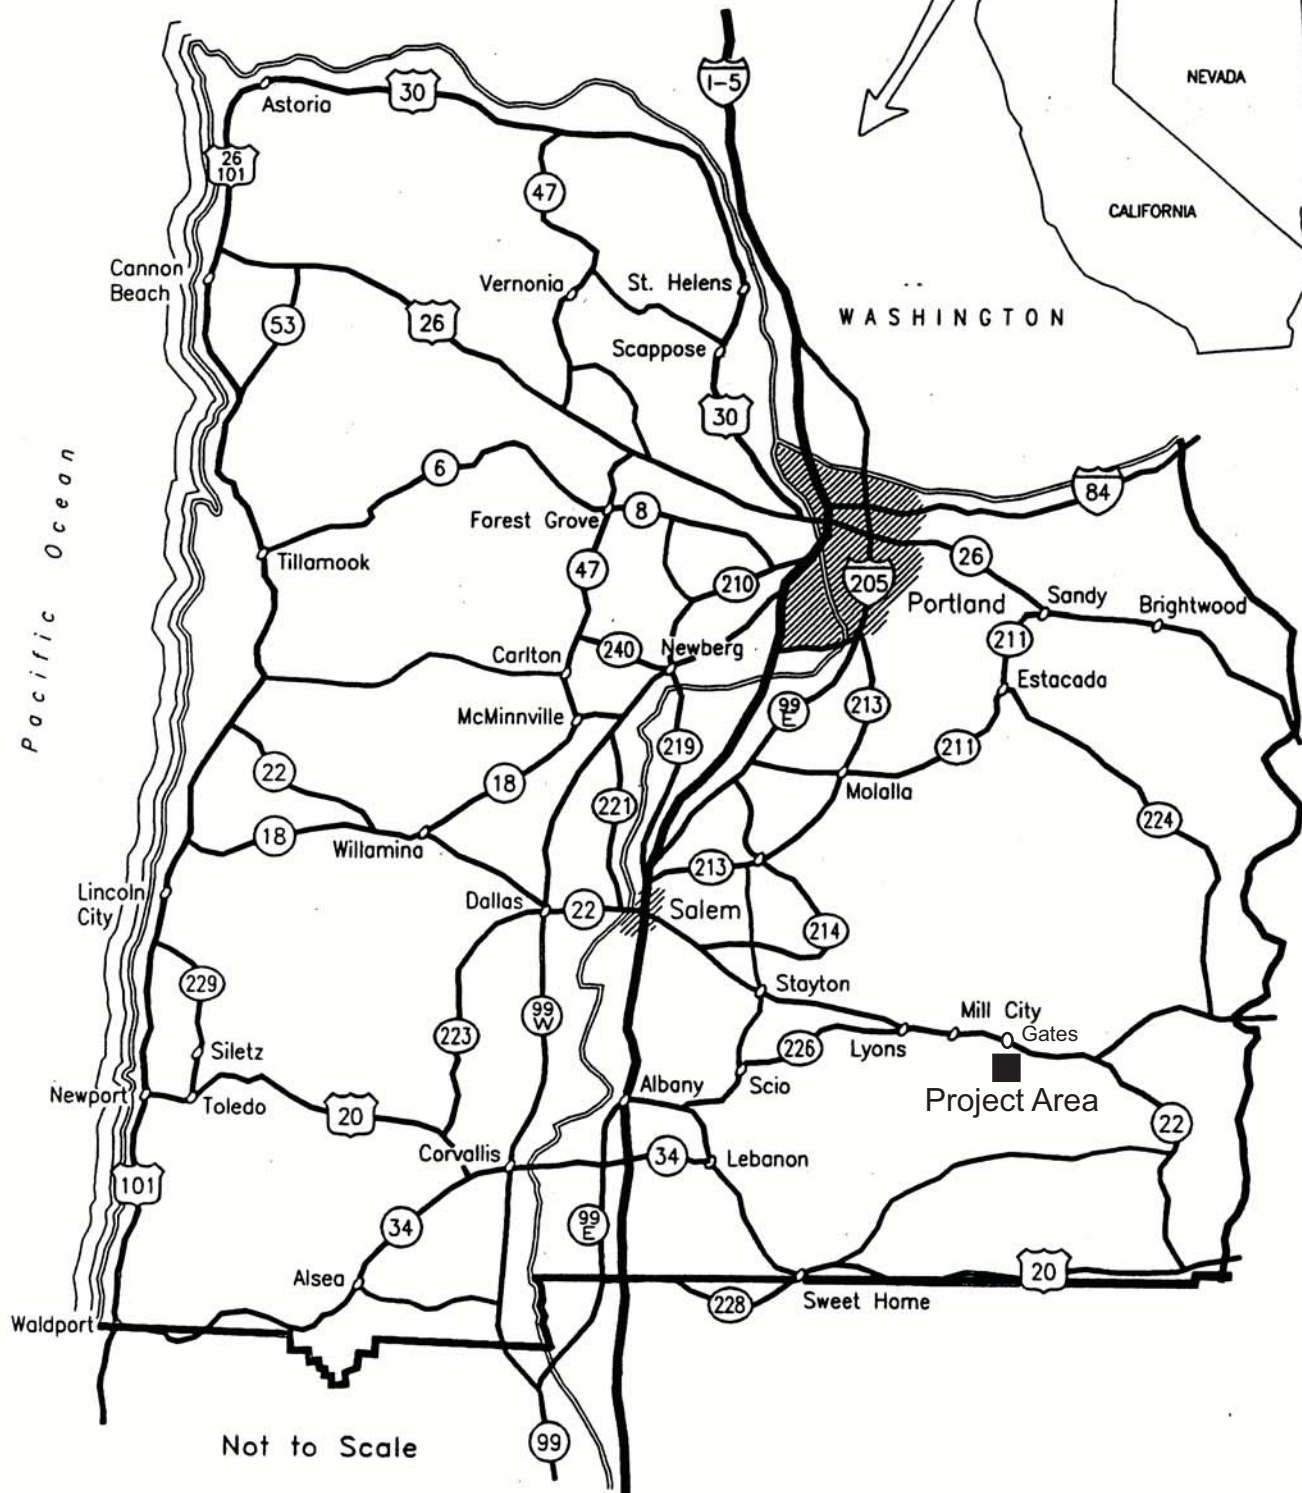 I-5
NEVADA
30
Astoria
26
101
47
CALIFORNIA
Cannon
Beach
Vernonia
St. Helens
WASHINGTON
53
26
Scappose
30
6
84
Forest Grove
8
Tillamook
47
210
26
205
Portland
Sandy
Brightwood
211
240
Newberg
Carlton
Estacada
99
E
213
McMinnville
219
211
22
18
Molalla
221
224
18
Willamina
213
Lincoln
City
Dallas
22
Salem
214
229
Stayton
99
W
Mill City
223
Gates
226
Lyons
Siletz
Newport
Toledo
Albany
Scio
Project Area
20
22
Corvallis
34
Lebanon
101
34
99
E
Alsea
20
228
Sweet Home
Waldport
Not to Scale
99
Pacific Ocean